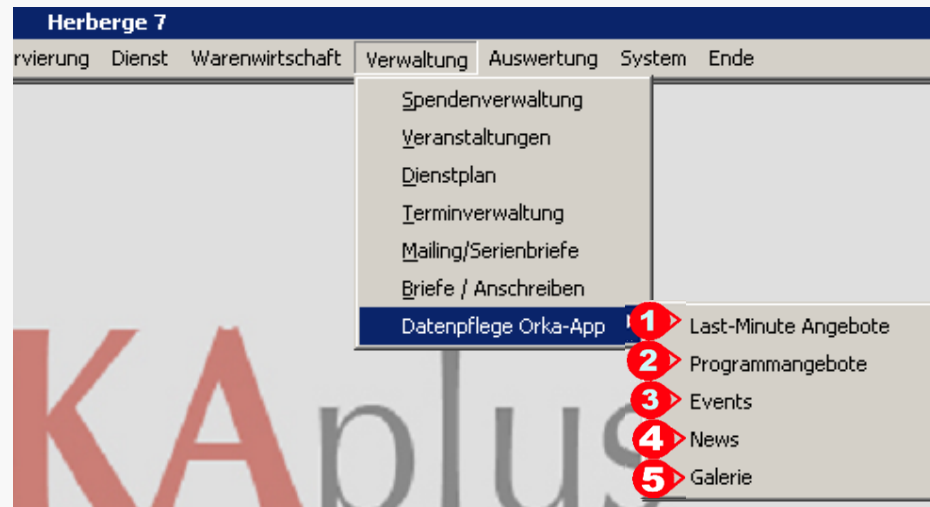 Herberge 7
rvierung Dienst Warenwirtschaft Verwaltung Auswertung System Ende
Spendenverwaltung
Veranstaltungen
Dienstplan
Terminverwaltung
Mailing/Serienbriefe
Briefe / Anschreiben
Datenpflege Orka-App
1 Last-Minute Angebote
2 Programmangebote
3 Events
4 News
5 Galerie
KAplus